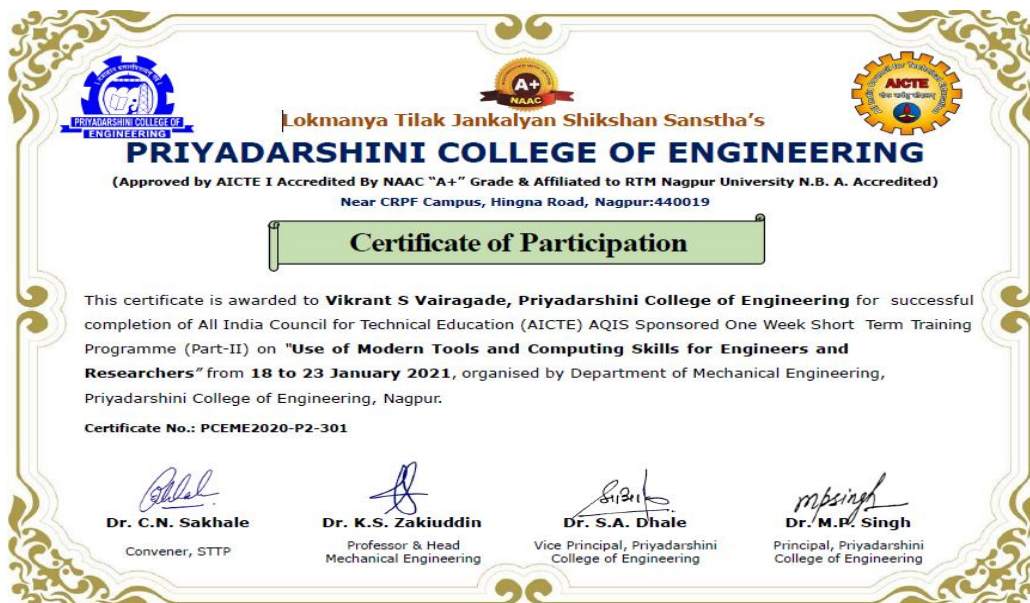 A+
NAAC
AICTE
PRIYADARSHINI COLLEGE OF
ENGINEERING
Lokmanya Tilak Jankalyan Shikshan Sanstha's
PRIYADARSHINI COLLEGE OF ENGINEERING
(Approved by AICTE I Accredited By NAAC "A+" Grade & Affiliated to RTM Nagpur University N.B. A. Accredited)
Near CRPF Campus, Hingna Road, Nagpur:440019
Certificate of Participation
This certificate is awarded to Vikrant S Vairagade, Priyadarshini College of Engineering for successful
completion of All India Council for Technical Education (AICTE) AQIS Sponsored One Week Short Term Training
Programme (Part-II) on "Use of Modern Tools and Computing Skills for Engineers and
Researchers" from 18 to 23 January 2021, organised by Department of Mechanical Engineering,
Priyadarshini College of Engineering, Nagpur.
Certificate No.: PCEME2020-P2-301
mpsingh
Dr. C.N. Sakhale
Convener, STTP
Dr. K.S. Zakiuddin
Professor & Head
Mechanical Engineering
Dr. S.A. Dhale
Vice Principal, Priyadarshini
College of Engineering
Dr. M.P. Singh
Principal, Priyadarshini
College of Engineering